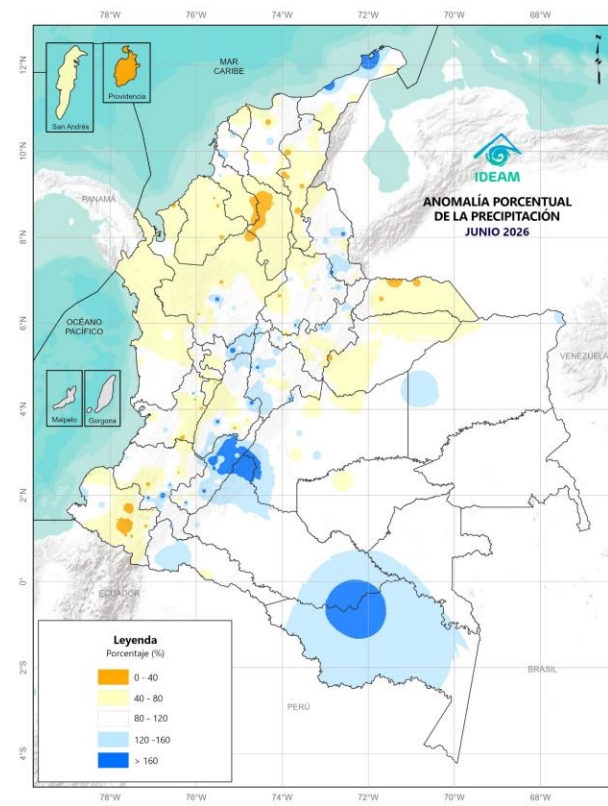 MAR
CARIBE
San Andrés
Providencia
IDEAM
ANOMALÍA PORCENTUAL
DE LA PRECIPITACIÓN
JUNIO 2026
PANAMÁ
OCÉANO
PACÍFICO
VENEZUELA
Malpelo
Gorgona
ECUADOR
PERÚ
BRASIL
12°N
10°N
8°N
6°N
4°N
2°N
0°
2°S
4°S
Leyenda
Porcentaje (%)
0 - 40
40 - 80
80 - 120
120 -160
> 160
78°W 76°W 74°W 72°W 70°W 68°W
78°W 76°W 74°W 72°W 70°W 68°W